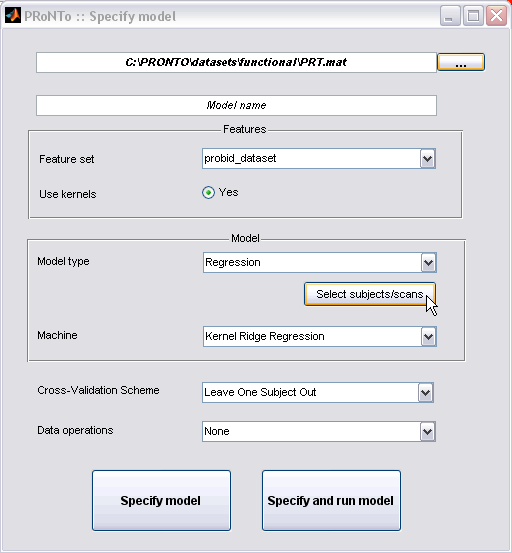 PRoNTo :: Specify model
C:\PRONTO\datasets\functional\PRT.mat
...
Model name
Features
Feature set probid_dataset
Use kernels Yes
Model
Model type Regression
Select subjects/scans
Machine Kernel Ridge Regression
Cross-Validation Scheme Leave One Subject Out
Data operations None
Specify model Specify and run model